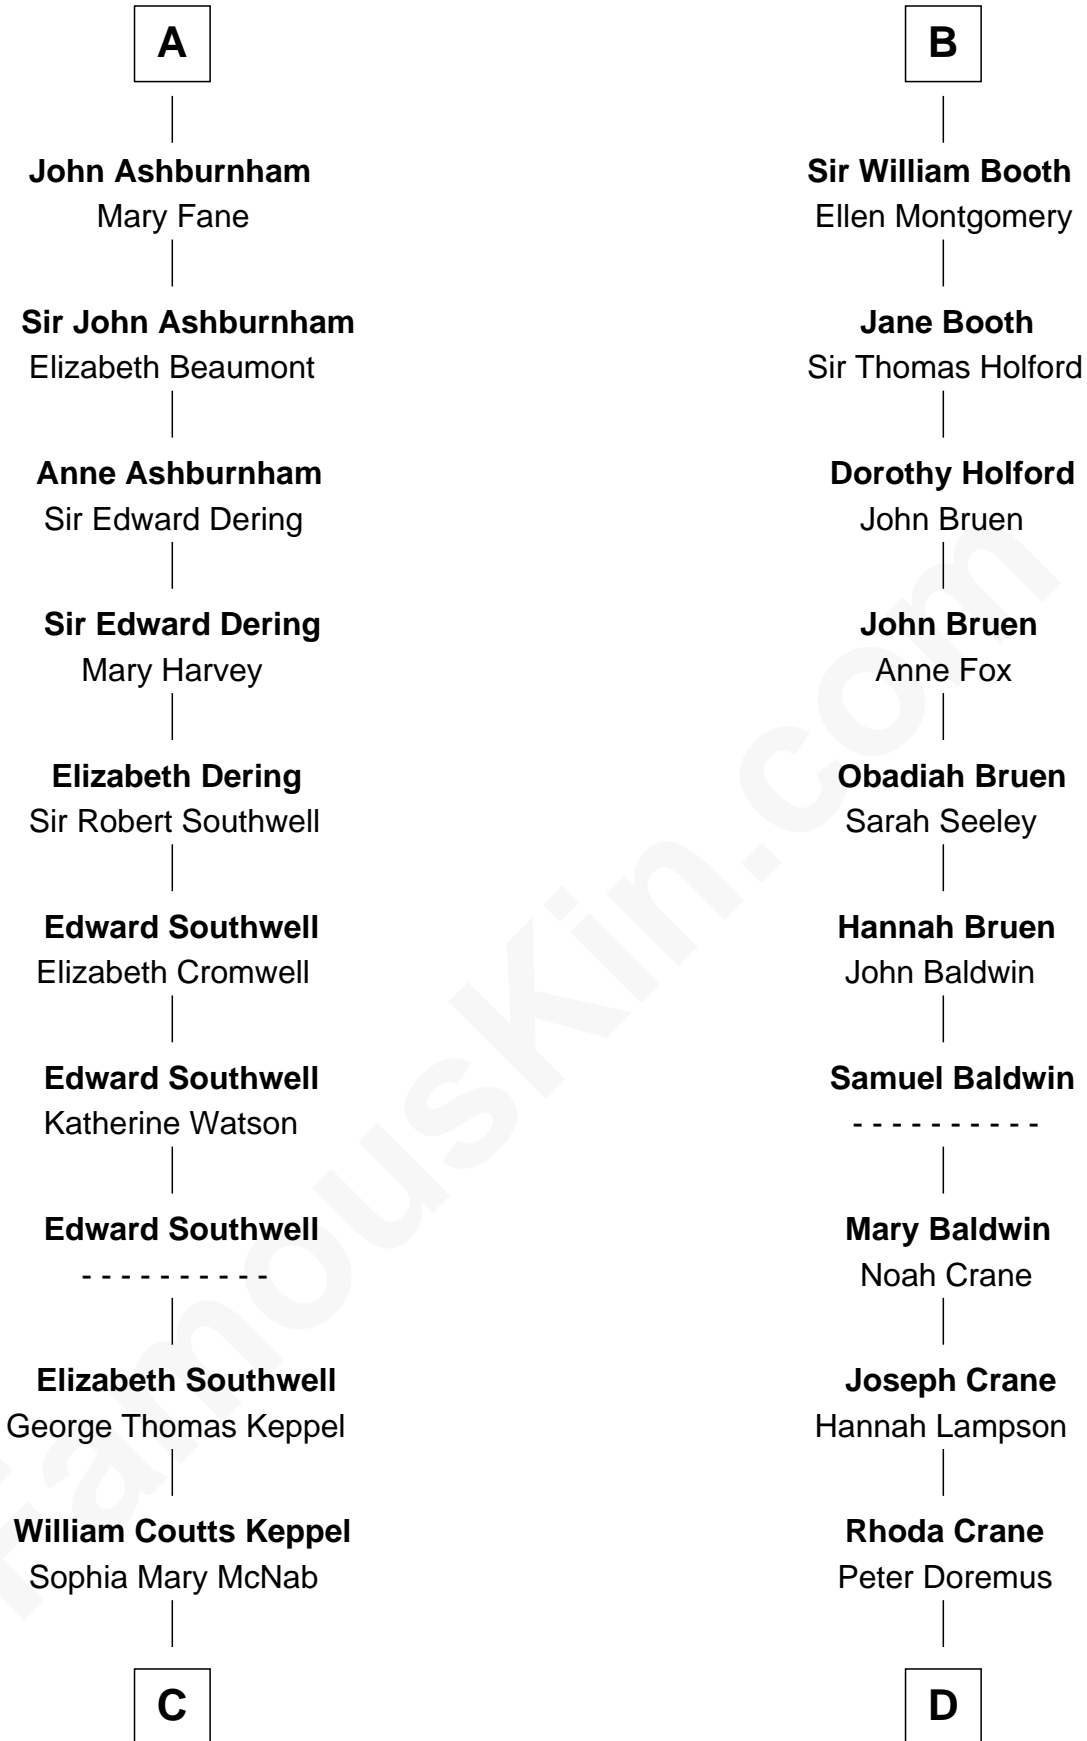 A
John Ashburnham
Mary Fane
Sir John Ashburnham
Elizabeth Beaumont
Anne Ashburnham
Sir Edward Dering
Sir Edward Dering
Mary Harvey
Elizabeth Dering
Sir Robert Southwell
Edward Southwell
Elizabeth Cromwell
Edward Southwell
Katherine Watson
Edward Southwell
- - - - - - - - - -
Elizabeth Southwell
George Thomas Keppel
William Coutts Keppel
Sophia Mary McNab
C
B
Sir William Booth
Ellen Montgomery
Jane Booth
Sir Thomas Holford
Dorothy Holford
John Bruen
John Bruen
Anne Fox
Obadiah Bruen
Sarah Seeley
Hannah Bruen
John Baldwin
Samuel Baldwin
- - - - - - - - - -
Mary Baldwin
Noah Crane
Joseph Crane
Hannah Lampson
Rhoda Crane
Peter Doremus
D
FamousKin.com